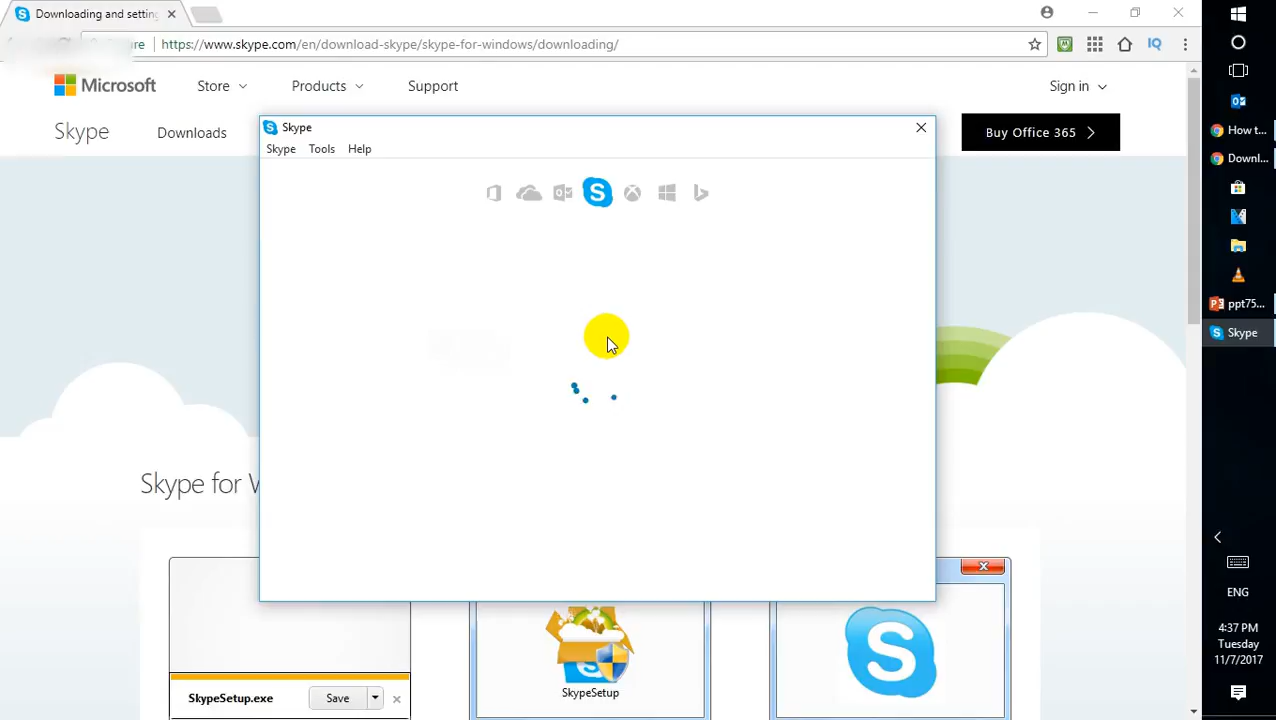 Downloading and setting
https://www.skype.com/en/download-skype/skype-for-windows/downloading/
IQ
Microsoft
Store
Products
Support
Sign in
Skype
Downloads
Buy Office 365
Skype
Skype
Tools
Help
Skype for W
SkypeSetup.exe
Save
SkypeSetup
How t...
Downl...
ppt75...
Skype
ENG
4:37 PM
Tuesday
11/7/2017